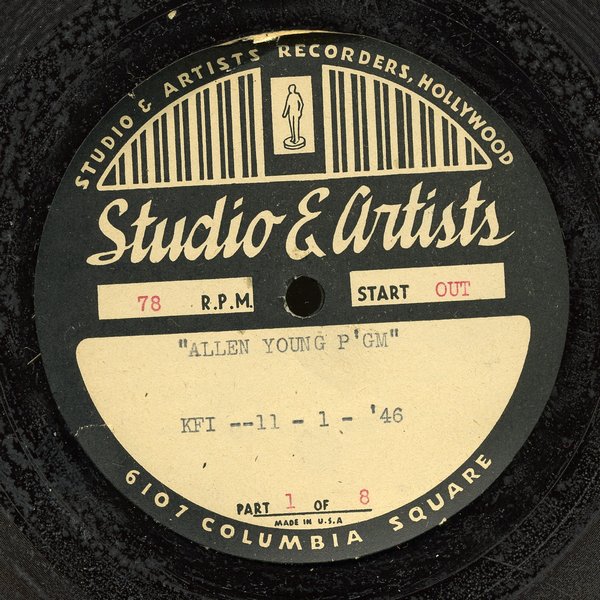 STUDIO & ARTISTS RECORDERS, HOLLYWOOD
Studio & Artists
78 R.P.M. START OUT
"ALLEN YOUNG P'GM"
KFI --11 - 1 - '46
PART 1 OF 8
MADE IN U.S.A
6107 COLUMBIA SQUARE